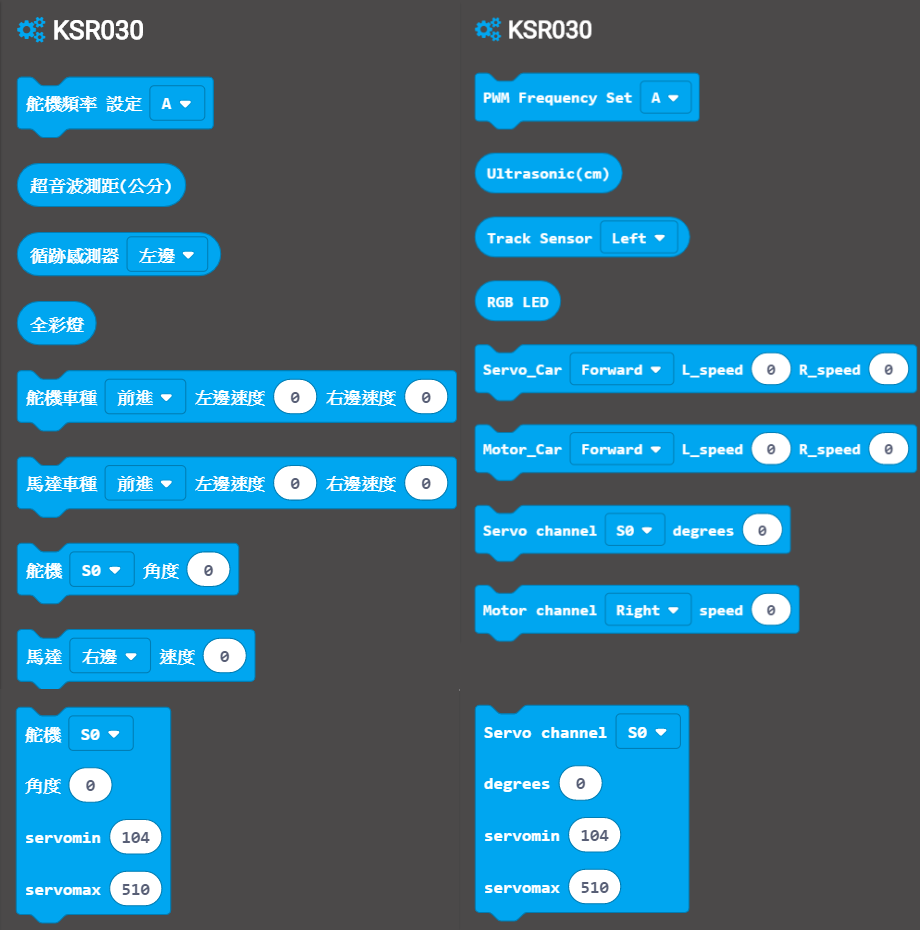 KSR030
舵機頻率 設定 A
超音波測距(公分)
循跡感測器 左邊
全彩燈
舵機車種 前進 左邊速度 0 右邊速度 0
馬達車種 前進 左邊速度 0 右邊速度 0
舵機 S0 角度 0
馬達 右邊 速度 0
舵機 S0
角度 0
servomin 104
servomax 510
KSR030
PWM Frequency Set A
Ultrasonic(cm)
Track Sensor Left
RGB LED
Servo_Car Forward L_speed 0 R_speed 0
Motor_Car Forward L_speed 0 R_speed 0
Servo channel S0 degrees 0
Motor channel Right speed 0
Servo channel S0
degrees 0
servomin 104
servomax 510